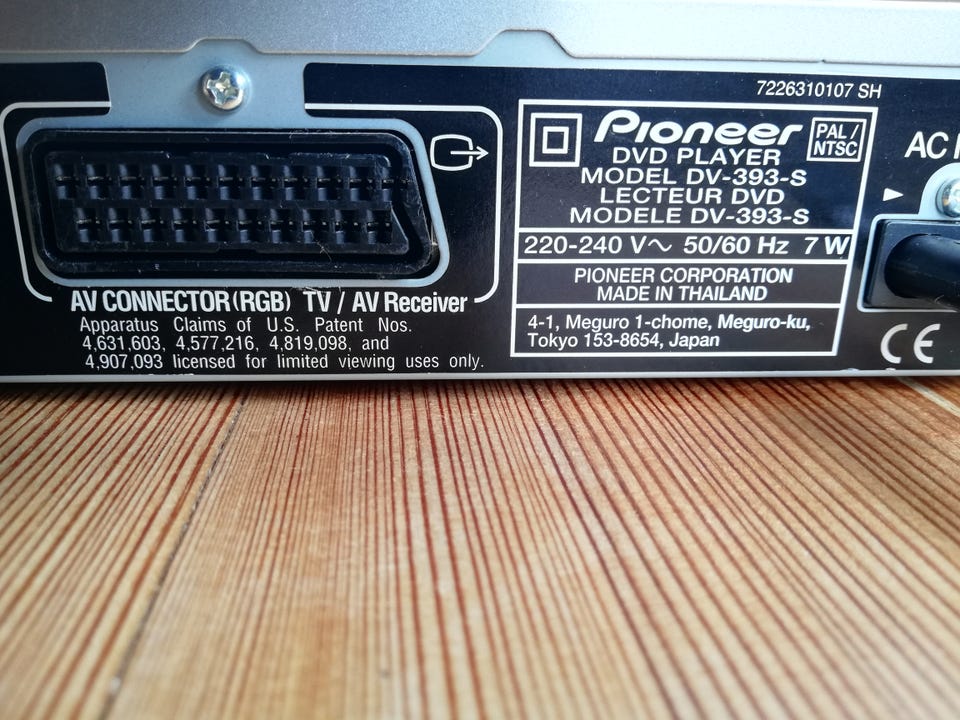 7226310107 SH
Pioneer
PAL /
NTSC
DVD PLAYER
MODEL DV-393-S
LECTEUR DVD
MODELE DV-393-S
220-240 V～ 50/60 Hz 7 W
PIONEER CORPORATION
MADE IN THAILAND
4-1, Meguro 1-chome, Meguro-ku,
Tokyo 153-8654, Japan
AV CONNECTOR (RGB) TV / AV Receiver
Apparatus Claims of U.S. Patent Nos.
4,631,603, 4,577,216, 4,819,098, and
4,907,093 licensed for limited viewing uses only.
AC
CE